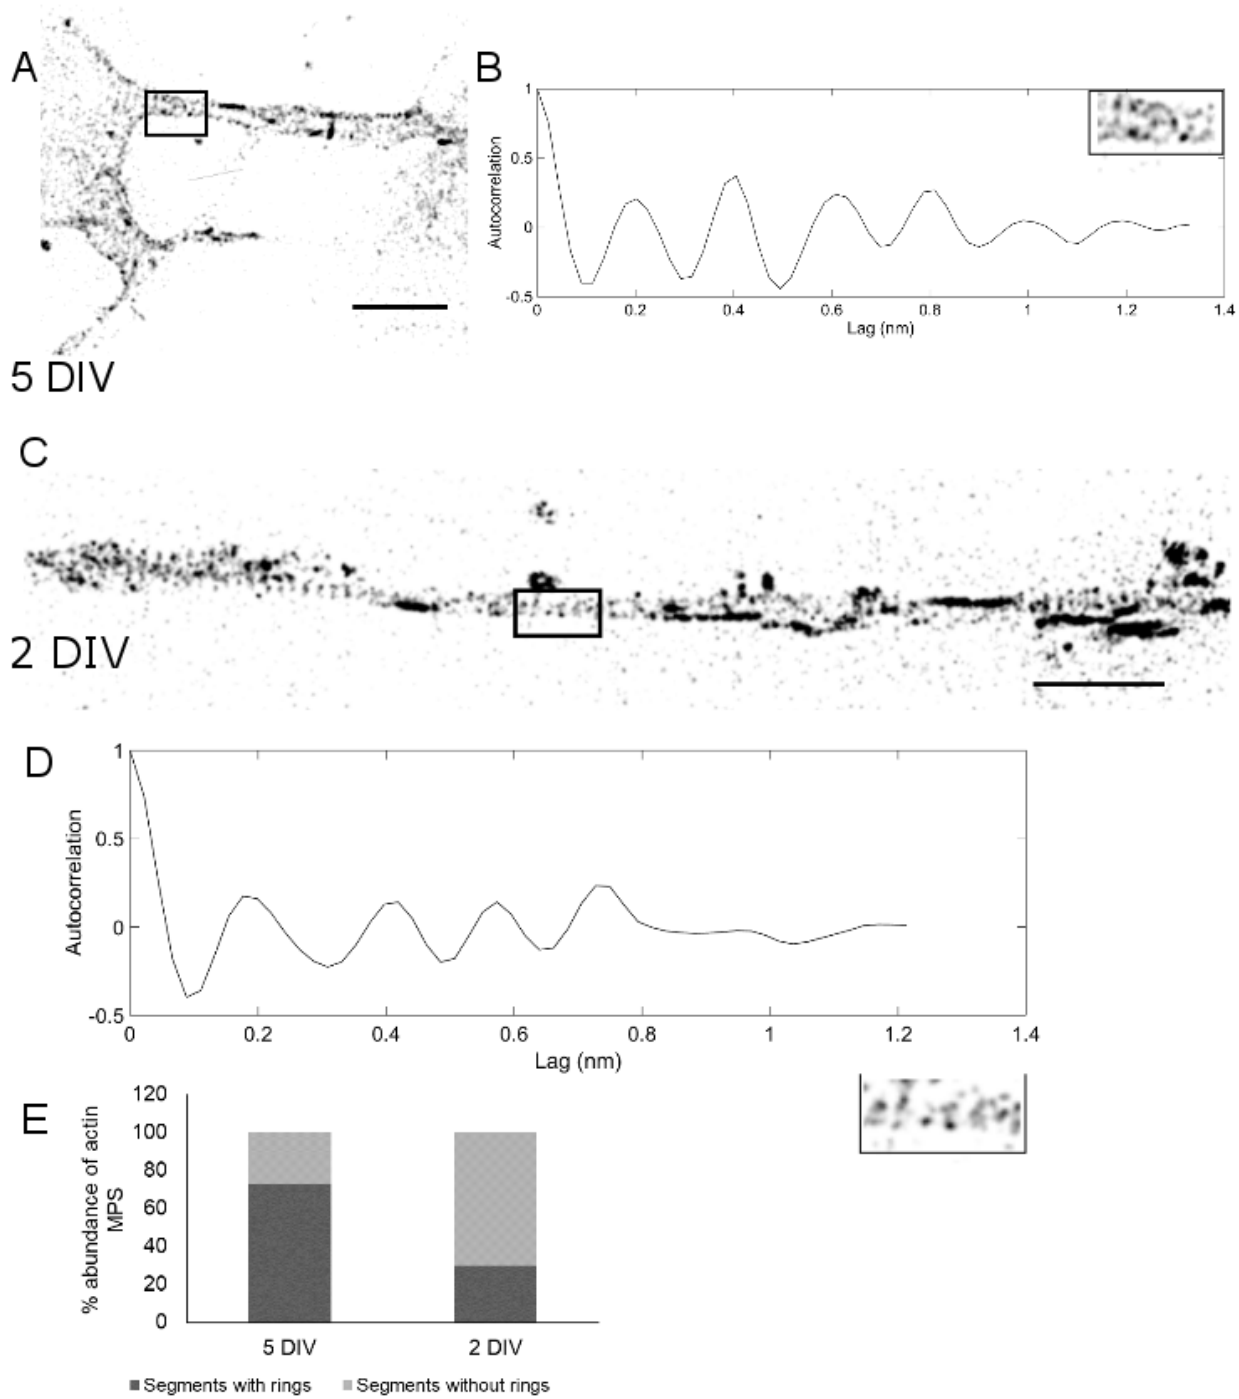 A
B
1
0.5
0
-0.5
Autocorrelation
0 0.2 0.4 0.6 0.8 1 1.2 1.4
Lag (nm)
5 DIV
C
2 DIV
D
1
0.5
0
-0.5
Autocorrelation
0 0.2 0.4 0.6 0.8 1 1.2 1.4
Lag (nm)
E
120
100
80
60
40
20
0
% abundance of actin
MPS
5 DIV 2 DIV
Segments with rings Segments without rings